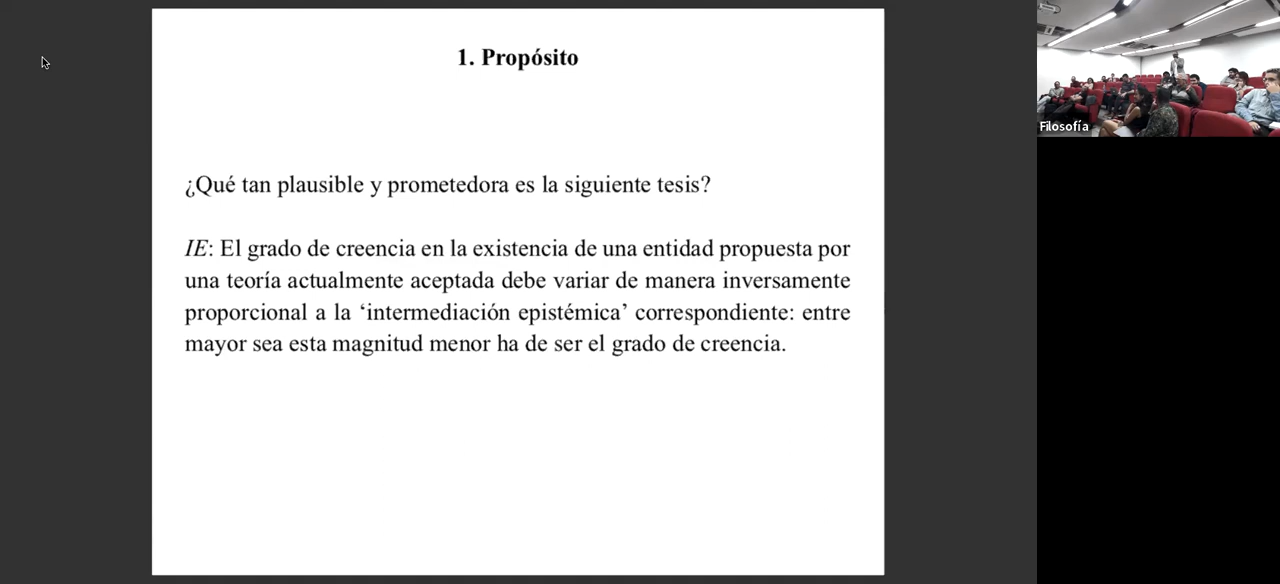 1. Propósito
¿Qué tan plausible y prometedora es la siguiente tesis?
IE: El grado de creencia en la existencia de una entidad propuesta por
una teoría actualmente aceptada debe variar de manera inversamente
proporcional a la ‘intermediación epistémica’ correspondiente: entre
mayor sea esta magnitud menor ha de ser el grado de creencia.
Filosofía